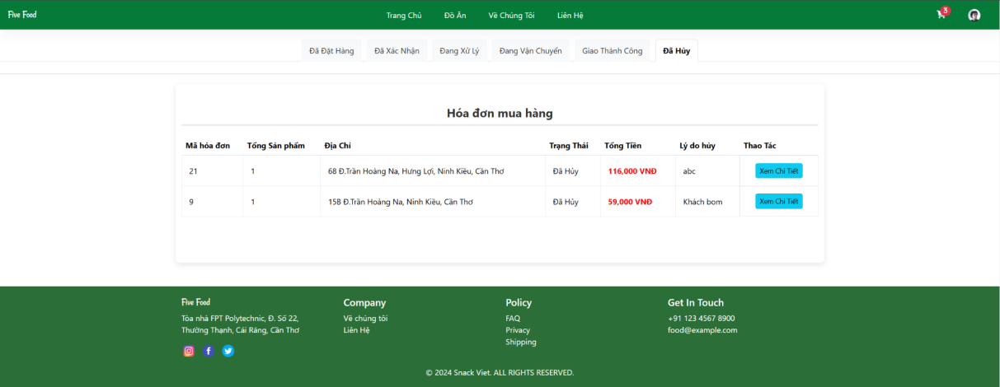 Five Food
Trang Chủ Đồ Ăn Về Chúng Tôi Liên Hệ
3
Đã Đặt Hàng Đã Xác Nhận Đang Xử Lý Đang Vận Chuyển Giao Thành Công Đã Hủy
Hóa đơn mua hàng
Mã hóa đơn Tổng Sản phẩm Địa Chỉ Trạng Thái Tổng Tiền Lý do hủy Thao Tác
21 1 68 Đ.Trần Hoàng Na, Hưng Lợi, Ninh Kiều, Cần Thơ Đã Hủy 116,000 VNĐ abc Xem Chi Tiết
9 1 15B Đ.Trần Hoàng Na, Ninh Kiều, Cần Thơ Đã Hủy 59,000 VNĐ Khách bom Xem Chi Tiết
Five Food
Tòa nhà FPT Polytechnic, Đ. Số 22,
Thường Thạnh, Cái Răng, Cần Thơ
Company
Về chúng tôi
Liên Hệ
Policy
FAQ
Privacy
Shipping
Get In Touch
+91 123 4567 8900
food@example.com
© 2024 Snack Viet. ALL RIGHTS RESERVED.